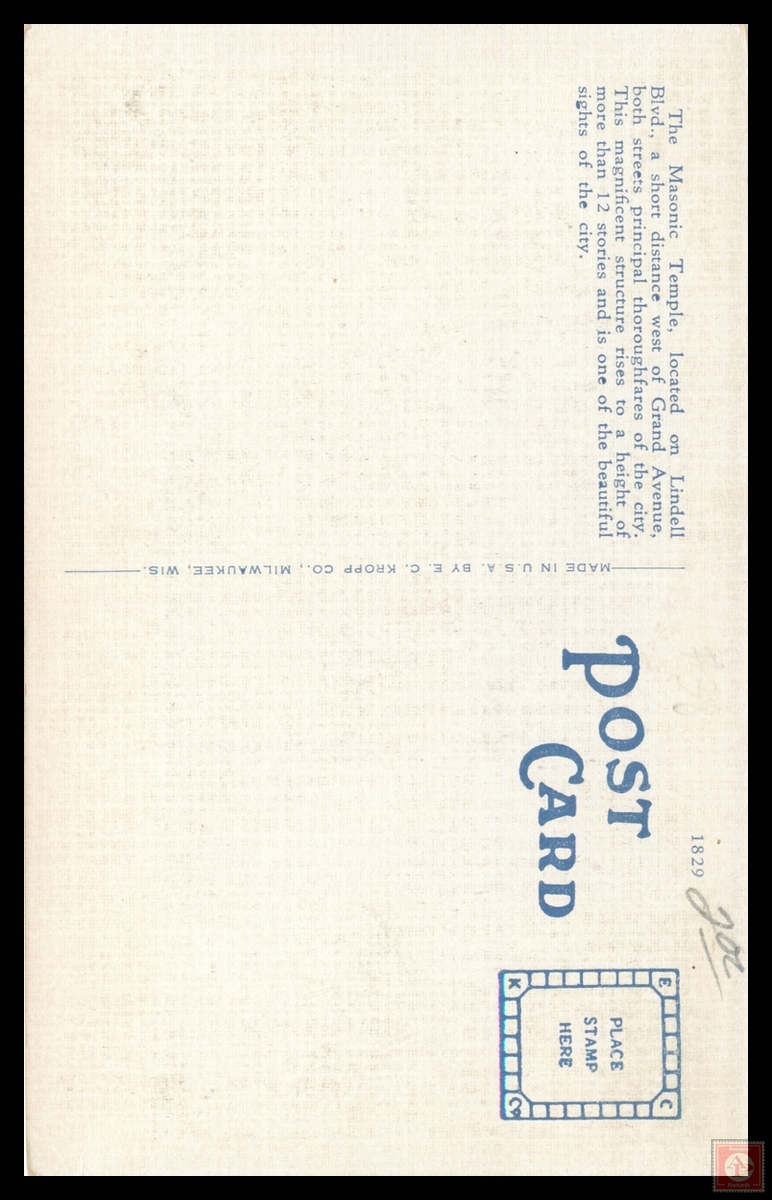 The Masonic Temple, located on Lindell
Blvd., a short distance west of Grand Avenue,
both streets principal thoroughfares of the city.
This magnificent structure rises to a height of
more than 12 stories and is one of the beautiful
sights of the city.
MADE IN U.S.A. BY E. C. KROPP CO., MILWAUKEE, WIS.
POST
CARD
1829
20¢
E C
PLACE
STAMP
HERE
K Co